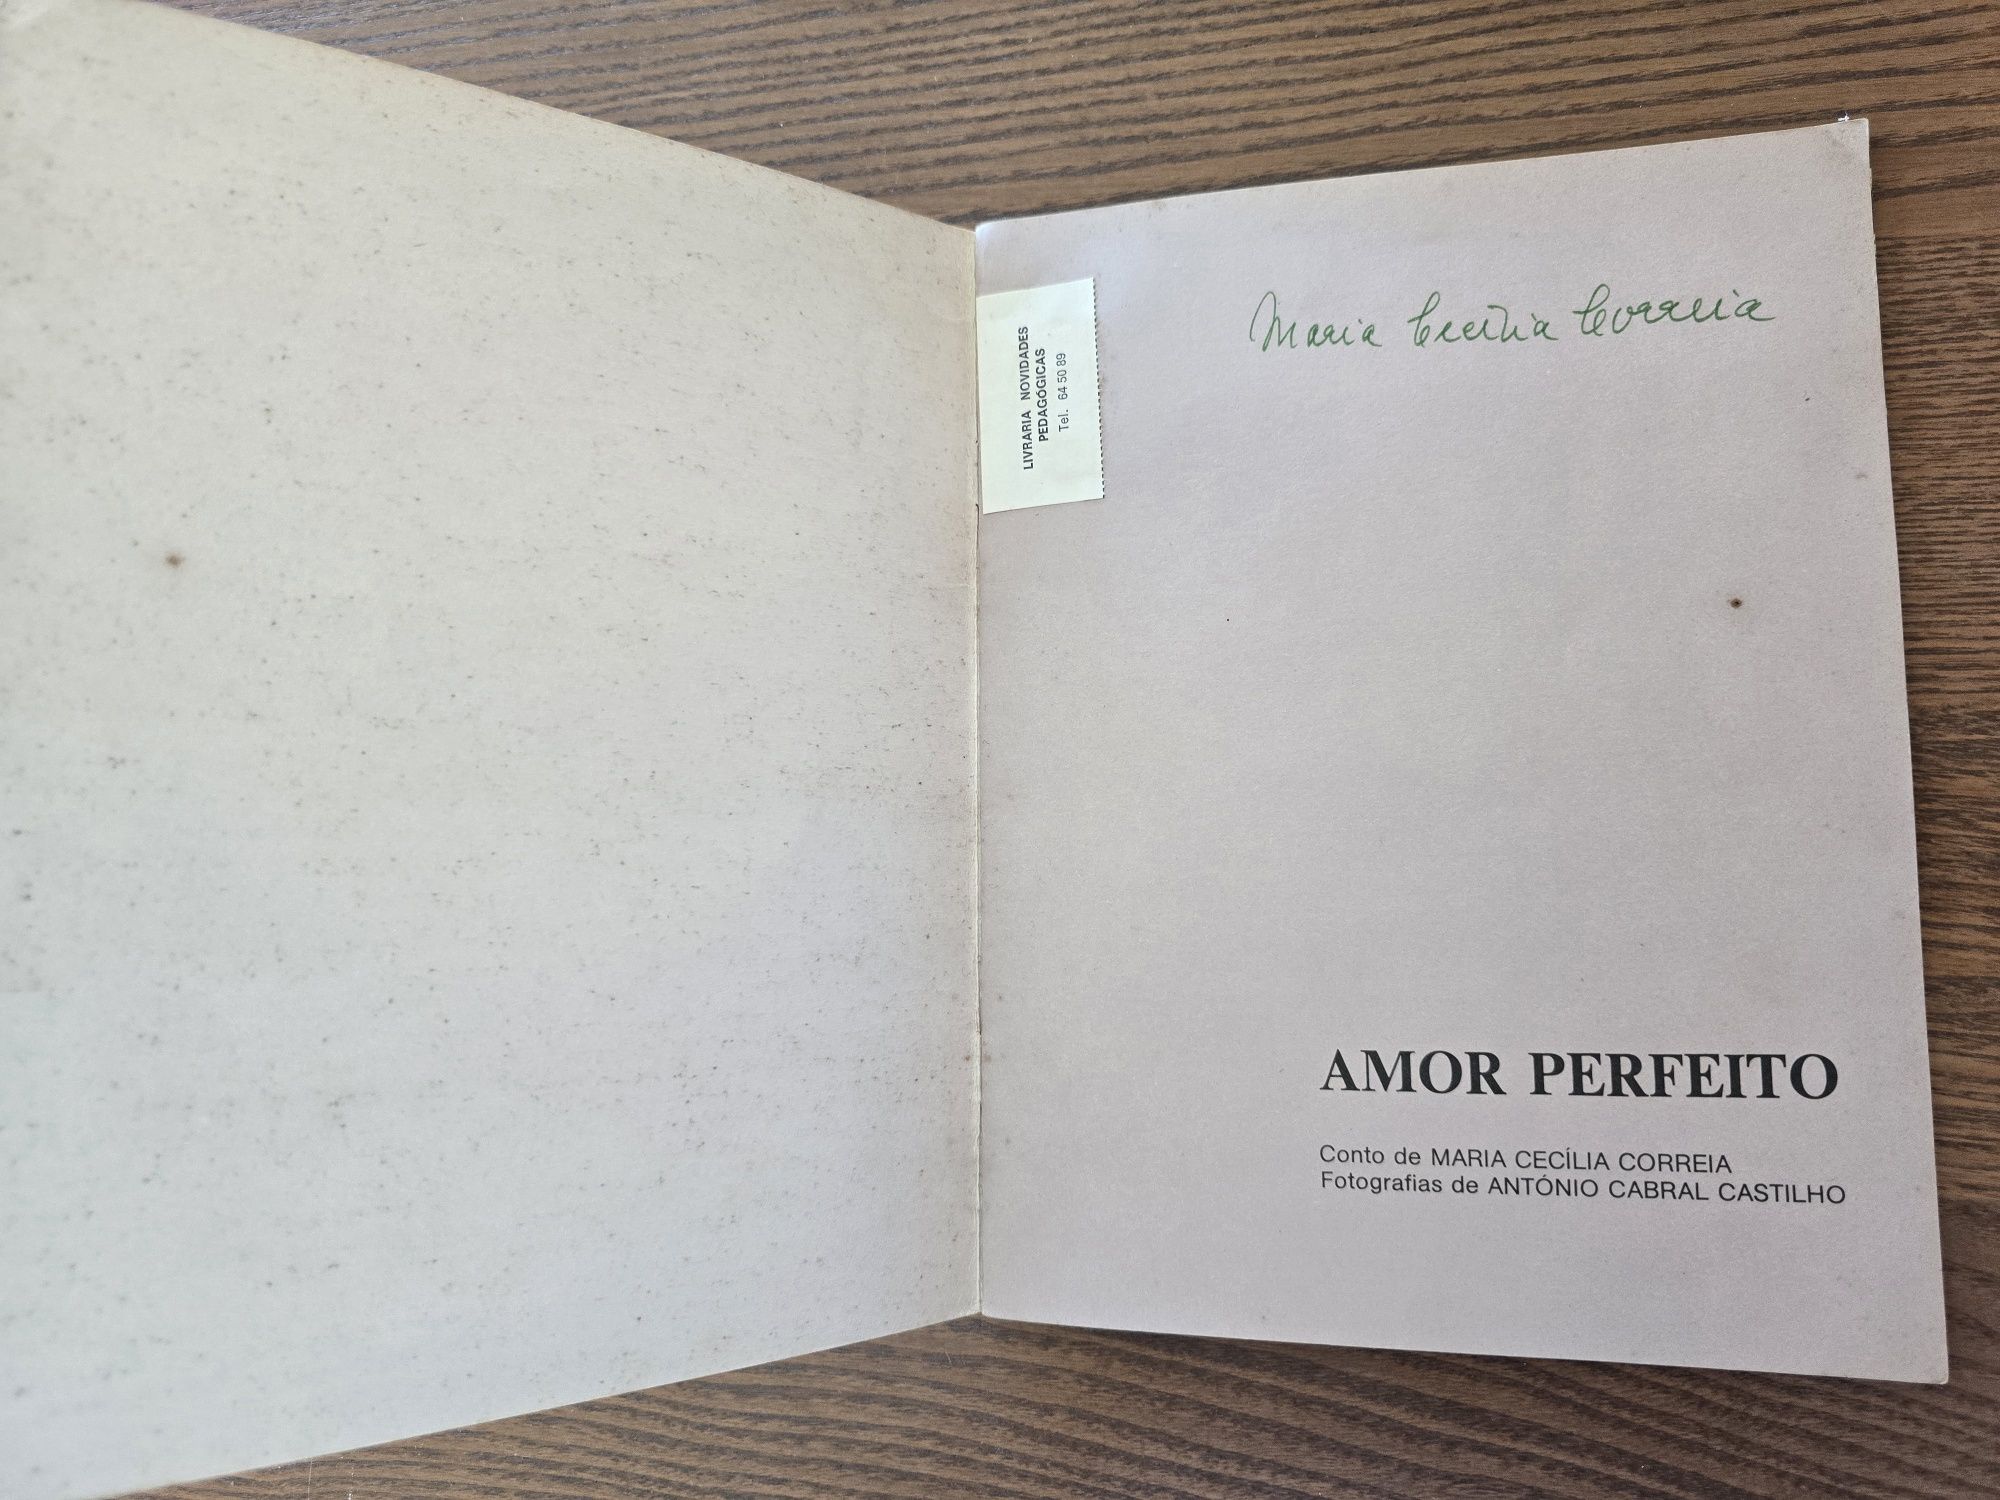 LIVRARIA NOVIDADES
PEDAGÓGICAS
Tel. 64 50 89
Maria Cecília Correia
AMOR PERFEITO
Conto de MARIA CECÍLIA CORREIA
Fotografias de ANTÓNIO CABRAL CASTILHO